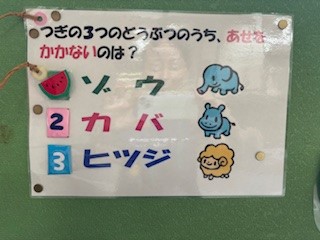 つぎの3つのどうぶつのうち、あせを
かかないのは？
ゾウ
2 カバ
3 ヒツジ